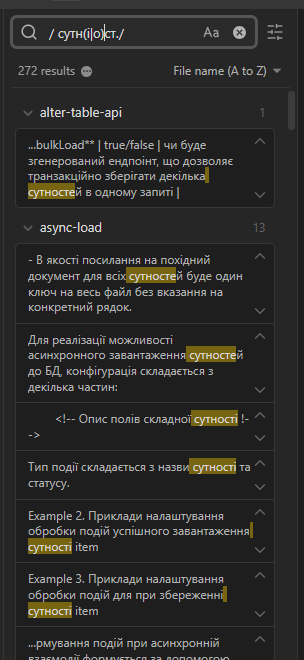 / сутн(і|о)ст./
Aa
272 results
File name (A to Z)
alter-table-api
1
...bulkLoad** | true/false | чи буде
згенерований ендпоінт, що дозволяє
транзакційно зберігати декілька
сутностей в одному запиті |
async-load
13
- В якості посилання на похідний
документ для всіх сутностей буде один
ключ на весь файл без вказання на
конкретний рядок.
Для реалізації можливості
асинхронного завантаження сутностей
до БД, конфігурація складається з
декілька частин:
<!-- Опис полів складної сутності !-
->
Тип події складається з назви сутності та
статусу.
Example 2. Приклади налаштування
обробки подій успішного завантаження
сутності item
Example 3. Приклади налаштування
обробки подій для при збереженні
сутності item
...рмування подій при асинхронній
взаємодії формується за допомогою